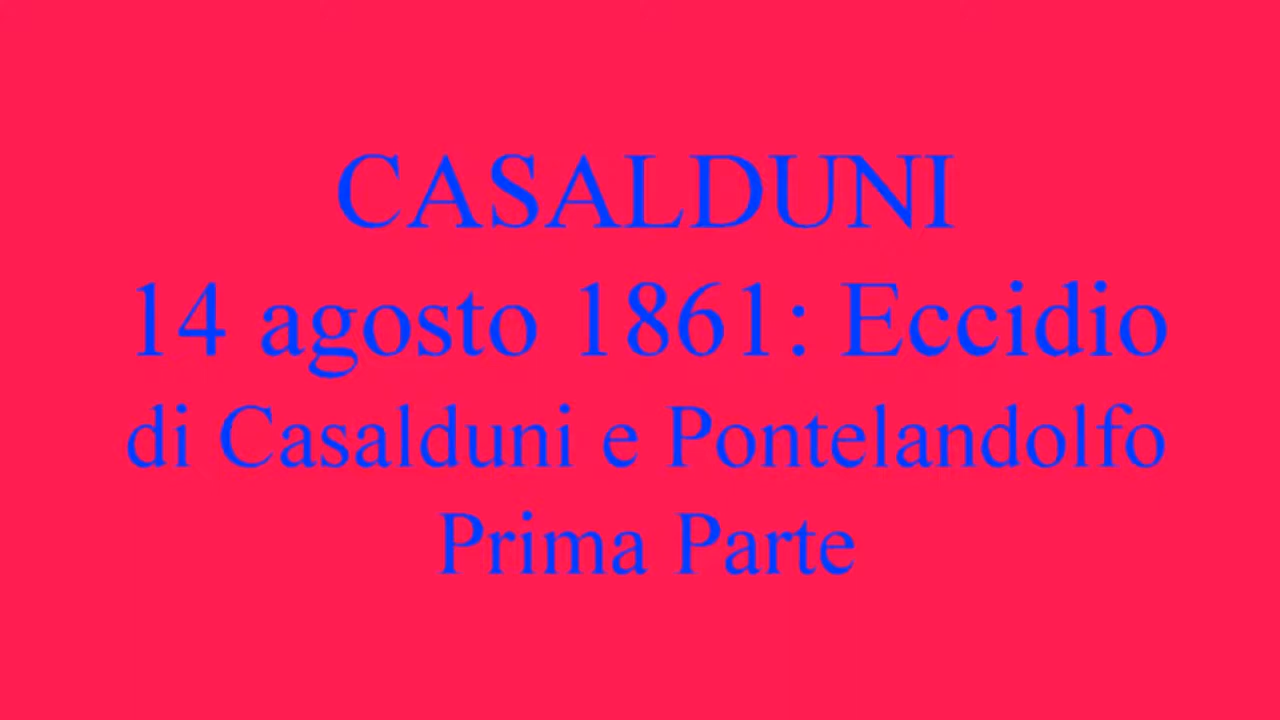 CASALDUNI
14 agosto 1861: Eccidio
di Casalduni e Pontelandolfo
Prima Parte